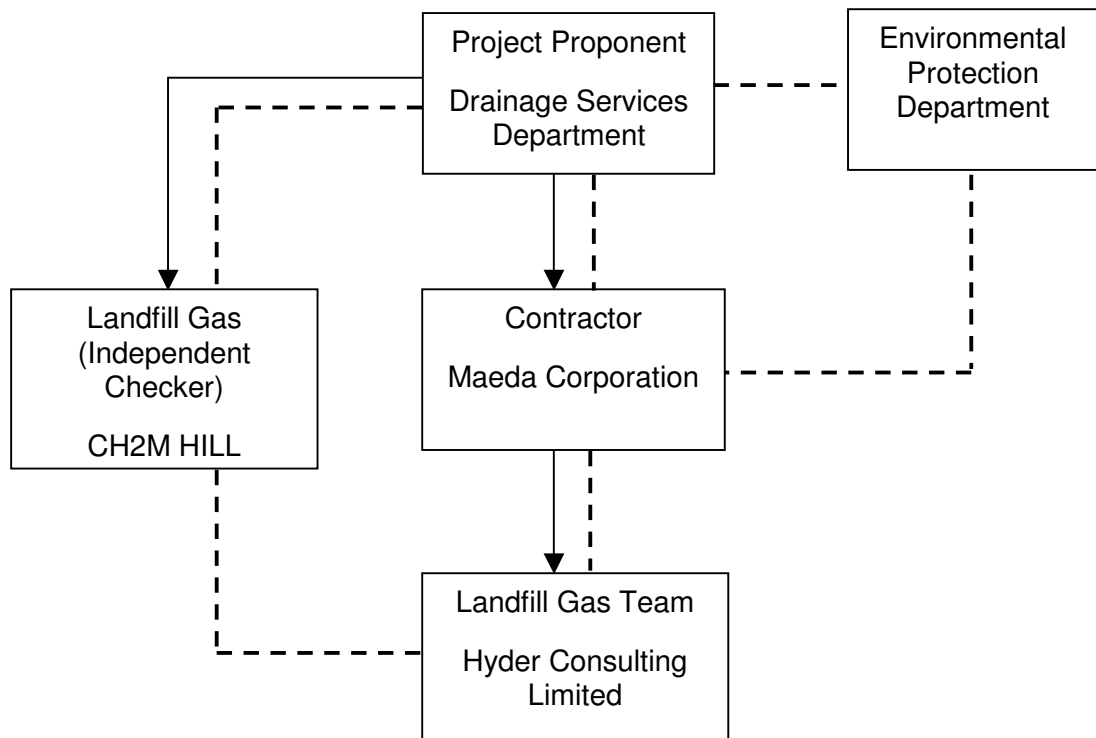 Project Proponent
Drainage Services
Department
Environmental
Protection
Department
Landfill Gas
(Independent
Checker)
CH2M HILL
Contractor
Maeda Corporation
Landfill Gas Team
Hyder Consulting
Limited